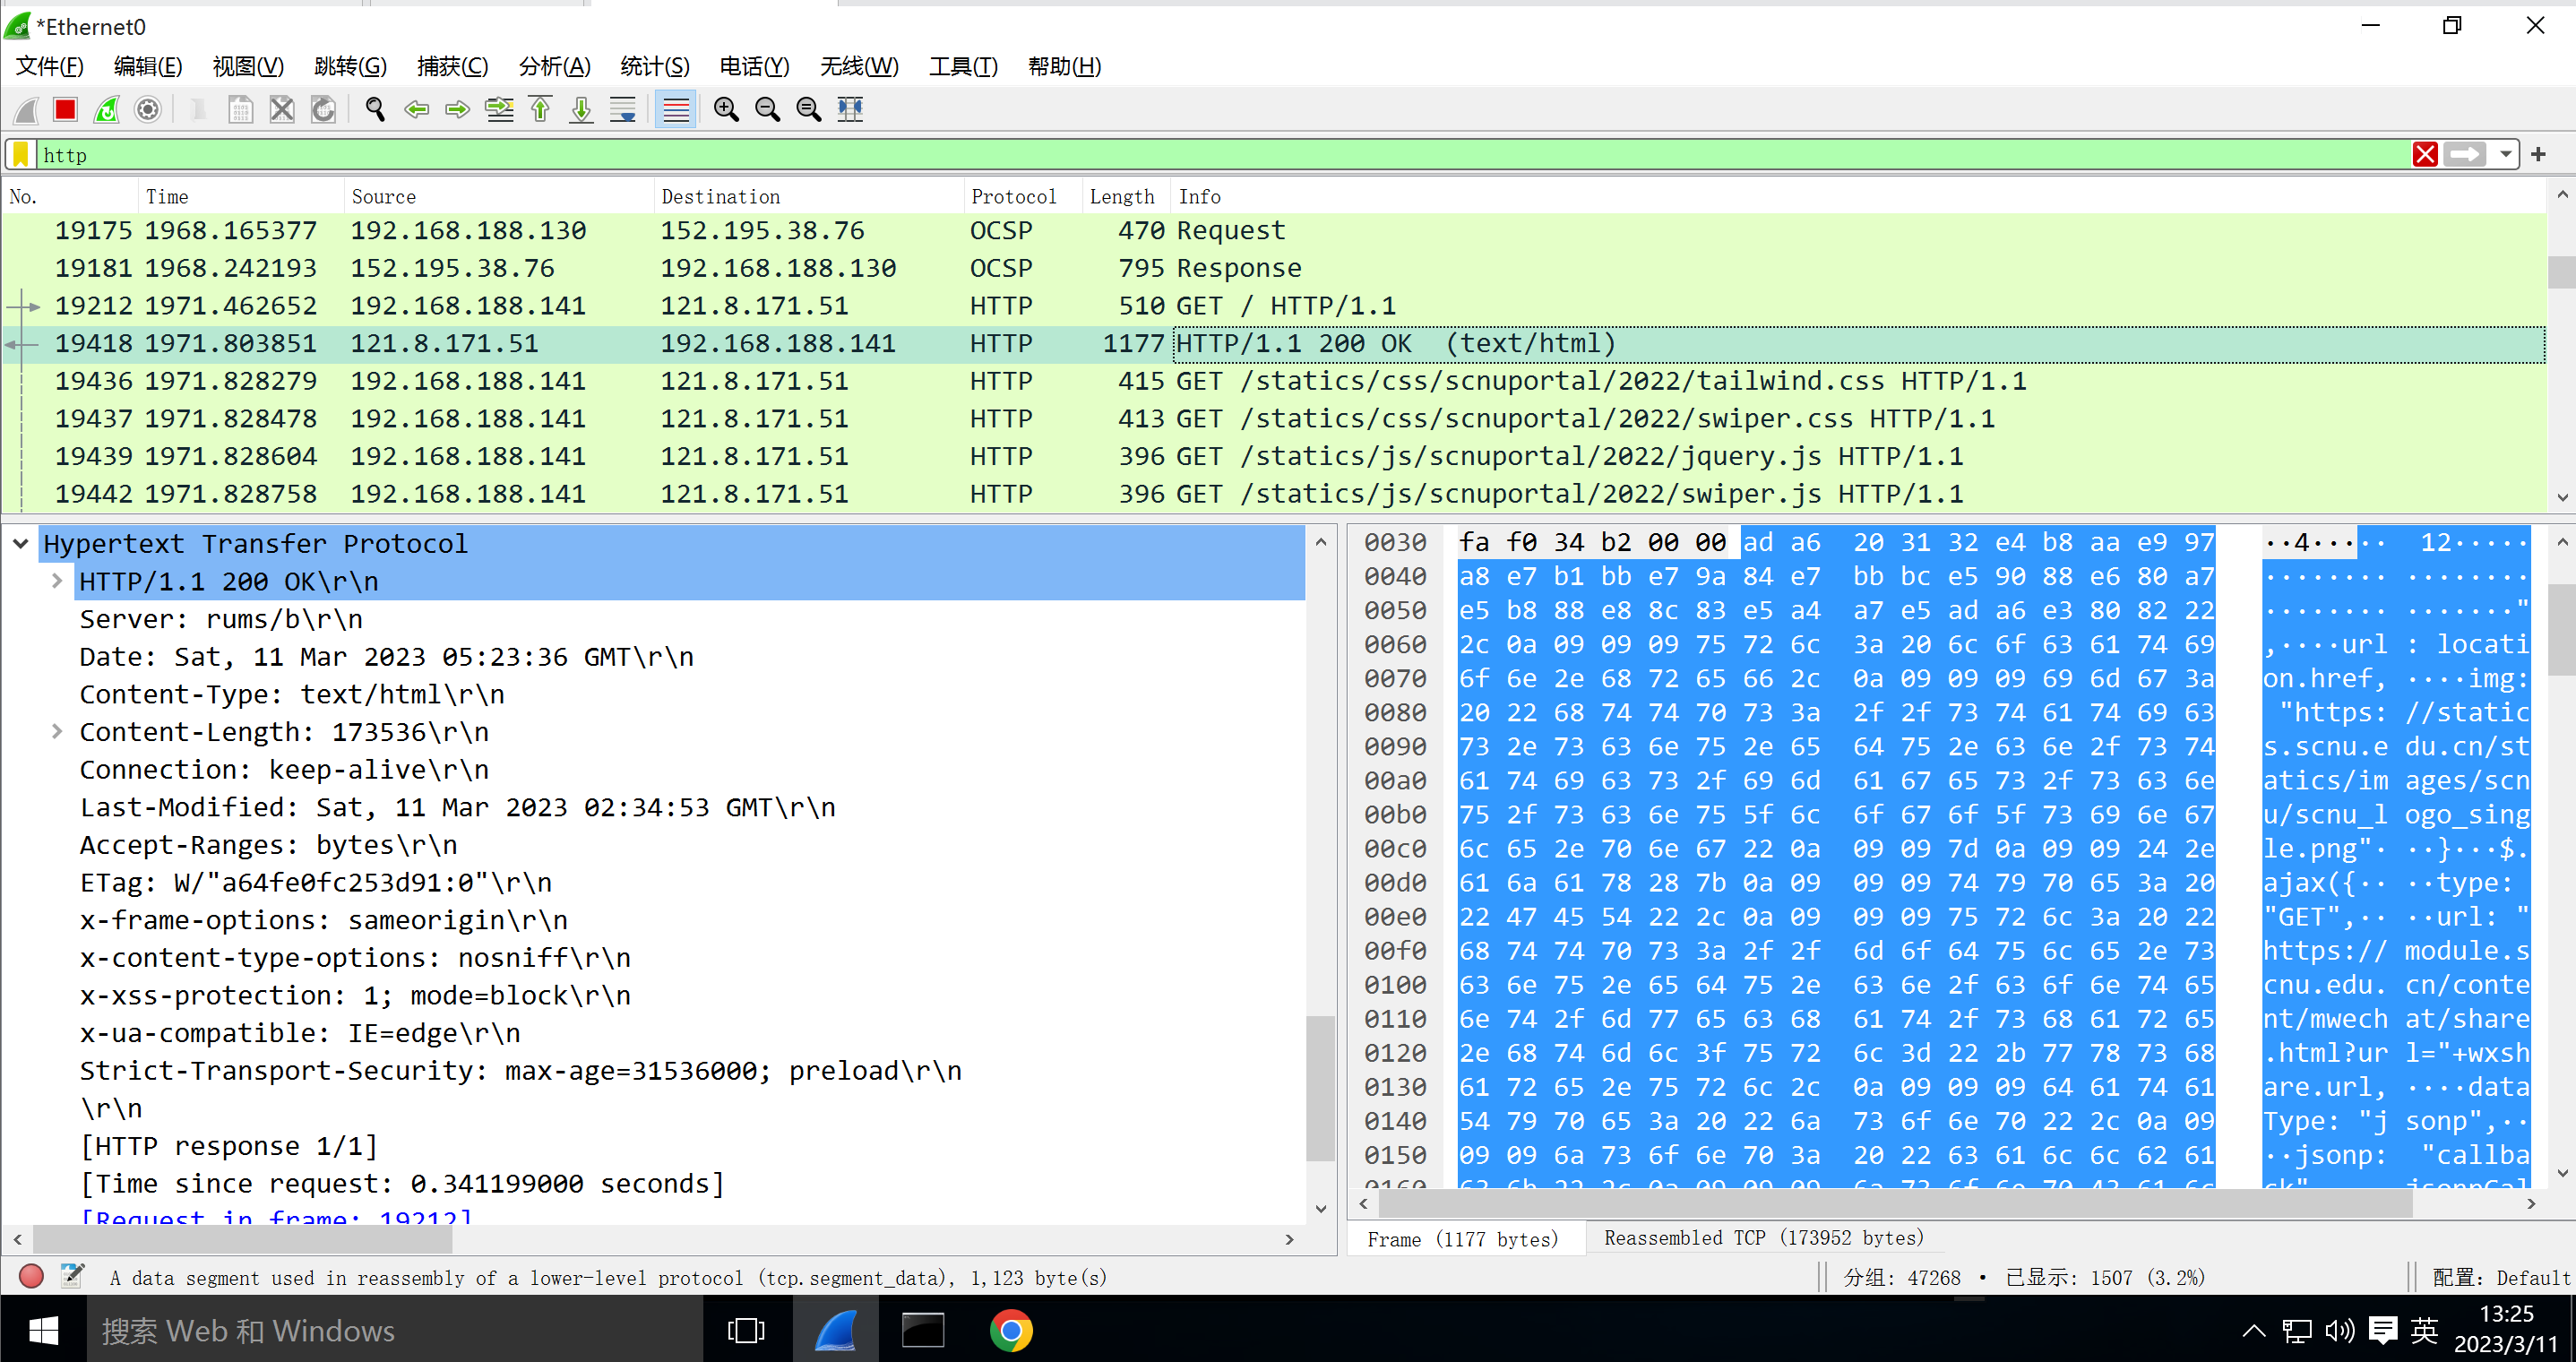 *Ethernet0
文件(F) 编辑(E) 视图(V) 跳转(G) 捕获(C) 分析(A) 统计(S) 电话(Y) 无线(W) 工具(T) 帮助(H)
http
No. Time Source Destination Protocol Length Info
19175 1968.165377 192.168.188.130 152.195.38.76 OCSP 470 Request
19181 1968.242193 152.195.38.76 192.168.188.130 OCSP 795 Response
19212 1971.462652 192.168.188.141 121.8.171.51 HTTP 510 GET / HTTP/1.1
19418 1971.803851 121.8.171.51 192.168.188.141 HTTP 1177 HTTP/1.1 200 OK (text/html)
19436 1971.828279 192.168.188.141 121.8.171.51 HTTP 415 GET /statics/css/scnuportal/2022/tailwind.css HTTP/1.1
19437 1971.828478 192.168.188.141 121.8.171.51 HTTP 413 GET /statics/css/scnuportal/2022/swiper.css HTTP/1.1
19439 1971.828604 192.168.188.141 121.8.171.51 HTTP 396 GET /statics/js/scnuportal/2022/jquery.js HTTP/1.1
19442 1971.828758 192.168.188.141 121.8.171.51 HTTP 396 GET /statics/js/scnuportal/2022/swiper.js HTTP/1.1
Hypertext Transfer Protocol
HTTP/1.1 200 OK\r\n
Server: rums/b\r\n
Date: Sat, 11 Mar 2023 05:23:36 GMT\r\n
Content-Type: text/html\r\n
Content-Length: 173536\r\n
Connection: keep-alive\r\n
Last-Modified: Sat, 11 Mar 2023 02:34:53 GMT\r\n
Accept-Ranges: bytes\r\n
ETag: W/"a64fe0fc253d91:0"\r\n
x-frame-options: sameorigin\r\n
x-content-type-options: nosniff\r\n
x-xss-protection: 1; mode=block\r\n
x-ua-compatible: IE=edge\r\n
Strict-Transport-Security: max-age=31536000; preload\r\n
\r\n
[HTTP response 1/1]
[Time since request: 0.341199000 seconds]
[Request in frame: 19212]
0030 fa f0 34 b2 00 00 ad a6 20 31 32 e4 b8 aa e9 97 ··4····· 12·····
0040 a8 e7 b1 bb e7 9a 84 e7 bb bc e5 90 88 e6 80 a7 ········ ········
0050 e5 b8 88 e8 8c 83 e5 a4 a7 e5 ad a6 e3 80 82 22 ········ ·······"
0060 2c 0a 09 09 09 75 72 6c 3a 20 6c 6f 63 61 74 69 ,····url : locati
0070 6f 6e 2e 68 72 65 66 2c 0a 09 09 09 69 6d 67 3a on.href, ····img:
0080 20 22 68 74 74 70 73 3a 2f 2f 73 74 61 74 69 63 "https: //static
0090 73 2e 73 63 6e 75 2e 65 64 75 2e 63 6e 2f 73 74 s.scnu.e du.cn/st
00a0 61 74 69 63 73 2f 69 6d 61 67 65 73 2f 73 63 6e atics/im ages/scn
00b0 75 2f 73 63 6e 75 5f 6c 6f 67 6f 5f 73 69 6e 67 u/scnu_l ogo_sing
00c0 6c 65 2e 70 6e 67 22 0a 09 09 7d 0a 09 09 24 2e le.png"· ··}···$.
00d0 61 6a 61 78 28 7b 0a 09 09 09 74 79 70 65 3a 20 ajax({·· ··type:
00e0 22 47 45 54 22 2c 0a 09 09 09 75 72 6c 3a 20 22 "GET",·· ··url: "
00f0 68 74 74 70 73 3a 2f 2f 6d 6f 64 75 6c 65 2e 73 https:// module.s
0100 63 6e 75 2e 65 64 75 2e 63 6e 2f 63 6f 6e 74 65 cnu.edu. cn/conte
0110 6e 74 2f 6d 77 65 63 68 61 74 2f 73 68 61 72 65 nt/mwech at/share
0120 2e 68 74 6d 6c 3f 75 72 6c 3d 22 2b 77 78 73 68 .html?ur l="+wxsh
0130 61 72 65 2e 75 72 6c 2c 0a 09 09 09 64 61 74 61 are.url, ····data
0140 54 79 70 65 3a 20 22 6a 73 6f 6e 70 22 2c 0a 09 Type: "j sonp",··
0150 09 09 6a 73 6f 6e 70 3a 20 22 63 61 6c 6c 62 61 ··jsonp: "callba
Frame (1177 bytes) Reassembled TCP (173952 bytes)
A data segment used in reassembly of a lower-level protocol (tcp.segment_data), 1,123 byte(s) 分组: 47268 · 已显示: 1507 (3.2%) 配置: Default
搜索 Web 和 Windows
英
13:25
2023/3/11